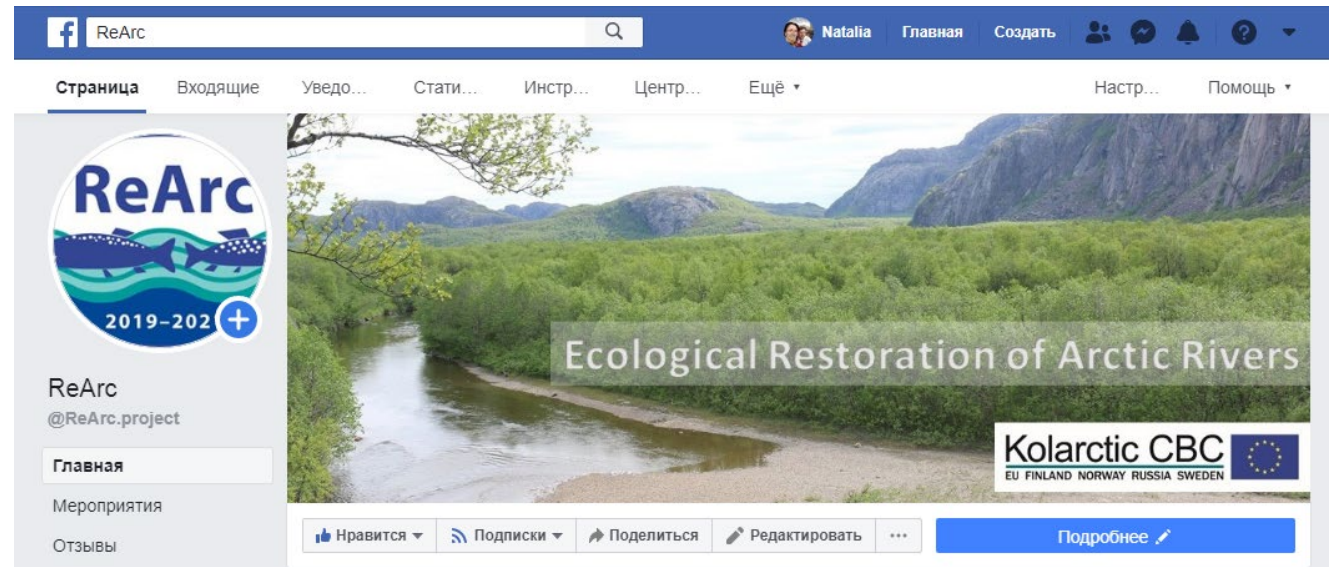 ReArc
Natalia Главная Создать
Страница Входящие Уведо... Стати... Инстр... Центр... Ещё Настр... Помощь
ReArc
2019-202
Ecological Restoration of Arctic Rivers
Kolarctic CBC
EU FINLAND NORWAY RUSSIA SWEDEN
ReArc
@ReArc.project
Главная
Мероприятия
Отзывы
Нравится Подписки Поделиться Редактировать ...
Подробнее